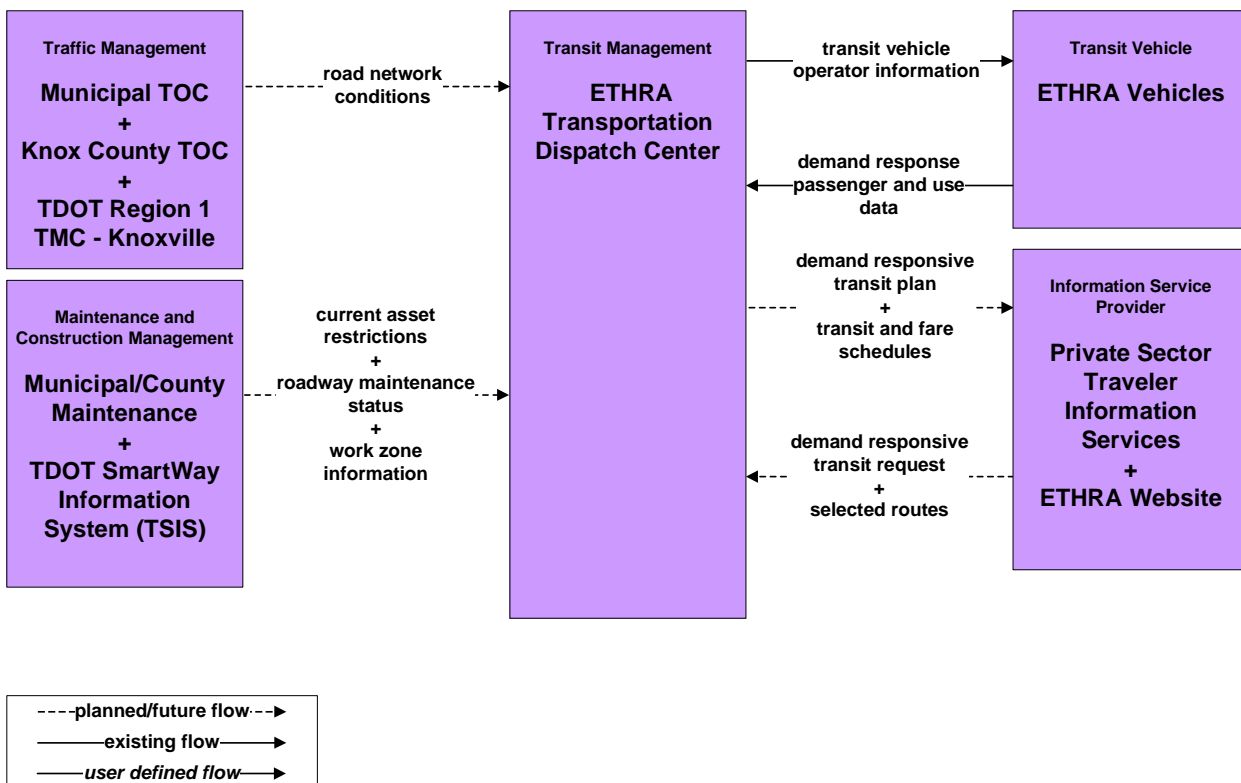 Traffic Management
Municipal TOC
+
Knox County TOC
+
TDOT Region 1
TMC - Knoxville
road network
conditions
Maintenance and
Construction Management
Municipal/County
Maintenance
+
TDOT SmartWay
Information
System (TSIS)
current asset
restrictions
+
roadway maintenance
status
+
work zone
information
Transit Management
ETHRA
Transportation
Dispatch Center
transit vehicle
operator information
demand response
passenger and use
data
Transit Vehicle
ETHRA Vehicles
demand responsive
transit plan
+
transit and fare
schedules
demand responsive
transit request
+
selected routes
Information Service
Provider
Private Sector
Traveler
Information
Services
+
ETHRA Website
planned/future flow
existing flow
user defined flow